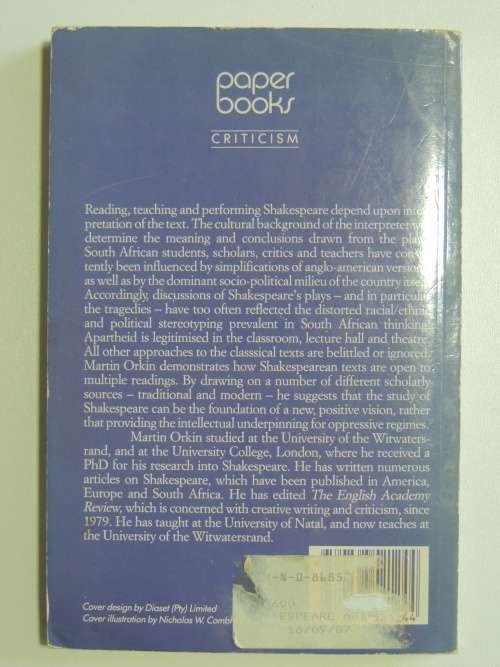 paper
books
CRITICISM
Reading, teaching and performing Shakespeare depend upon inter
pretation of the text. The cultural background of the interpreter
determine the meaning and conclusions drawn from the play
South African students, scholars, critics and teachers have
tently been influenced by simplifications of anglo-american
as well as by the dominant socio-political milieu of the country
Accordingly, discussions of Shakespeare's plays – and in particular
the tragedies – have too often reflected the distorted racial/ethnic
and political stereotyping prevalent in South African thinking.
Apartheid is legitimised in the classroom, lecture hall and theatre.
All other approaches to the classsical texts are belittled or ignored.
Martin Orkin demonstrates how Shakespearean texts are open to
multiple readings. By drawing on a number of different scholarly
sources – traditional and modern – he suggests that the study of
Shakespeare can be the foundation of a new, positive vision, rather
that providing the intellectual underpinning for oppressive regimes.
Martin Orkin studied at the University of the Witwaters-
rand, and at the University College, London, where he received a
PhD for his research into Shakespeare. He has written numerous
articles on Shakespeare, which have been published in America,
Europe and South Africa. He has edited The English Academy
Review, which is concerned with creative writing and criticism, since
1979. He has taught at the University of Natal, and now teaches at
the University of the Witwatersrand.
Cover design by Diaset (Pty) Limited
Cover illustration by Nicholas W. Combr